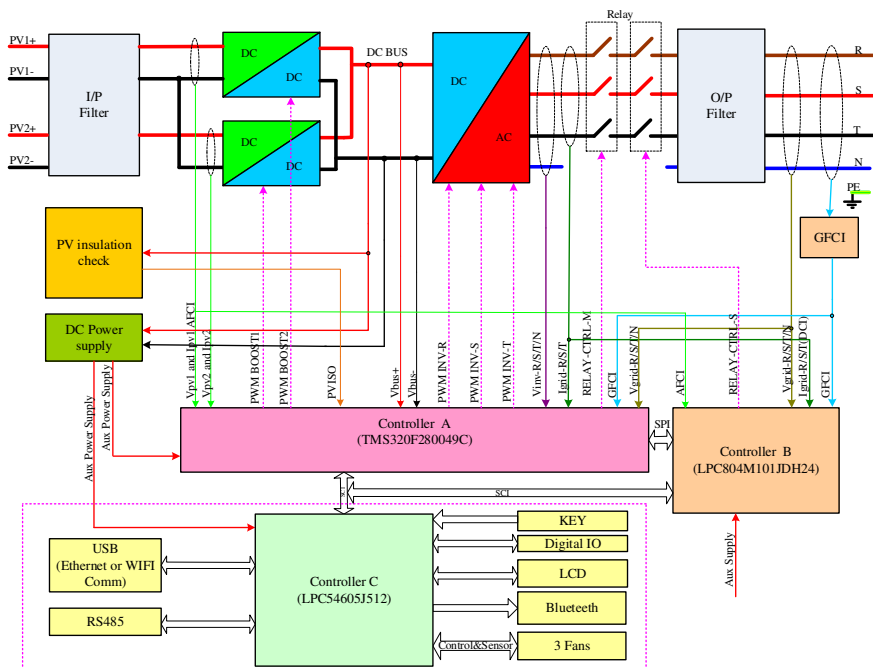 Relay
PV1+
PV1-
PV2+
PV2-
I/P
Filter
DC
DC
DC
DC
DC BUS
DC
AC
O/P
Filter
R
S
T
N
PE
GFCI
PV insulation
check
DC Power
supply
Aux Power Supply
Aux Power Supply
Vpv1 and Ipv1 AFCI
Vpv2 and Ipv2
PWM BOOST1
PWM BOOST2
PVISO
Vbus+
Vbus-
PWM INV-R
PWM INV-S
PWM INV-T
Vinv-R/S/T/N
Igrid-R/S/T
RELAY-CTRL-M
GFCI
Vgrid-R/S/T/N
AFCI
RELAY-CTRL-S
Vgrid-R/S/T/N
Igrid-R/S/T(DCI)
GFCI
Controller A
(TMS320F280049C)
SPI
Controller B
(LPC804M101JDH24)
SCI
SCI
Aux Supply
Controller C
(LPC54605J512)
USB
(Ethernet or WIFI
Comm)
RS485
KEY
Digital IO
LCD
Blueteeth
Control&Sensor
3 Fans